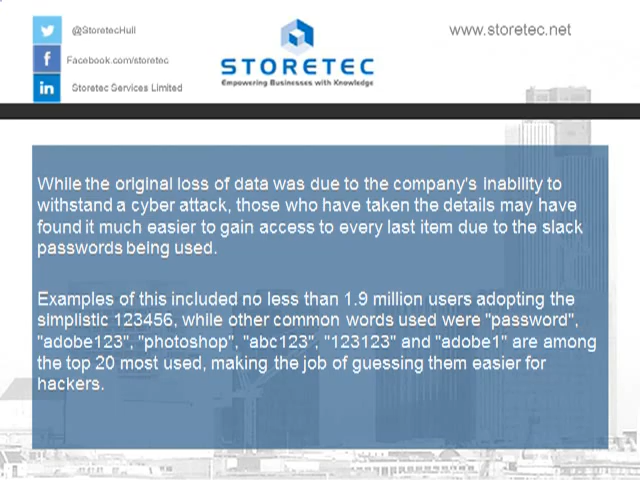 @StoretecHull
www.storetec.net
Facebook.com/storetec
STORETEC
Empowering Businesses with Knowledge
Storetec Services Limited
While the original loss of data was due to the company's inability to
withstand a cyber attack, those who have taken the details may have
found it much easier to gain access to every last item due to the slack
passwords being used.
Examples of this included no less than 1.9 million users adopting the
simplistic 123456, while other common words used were "password",
"adobe123", "photoshop", "abc123", "123123" and "adobe1" are among
the top 20 most used, making the job of guessing them easier for
hackers.